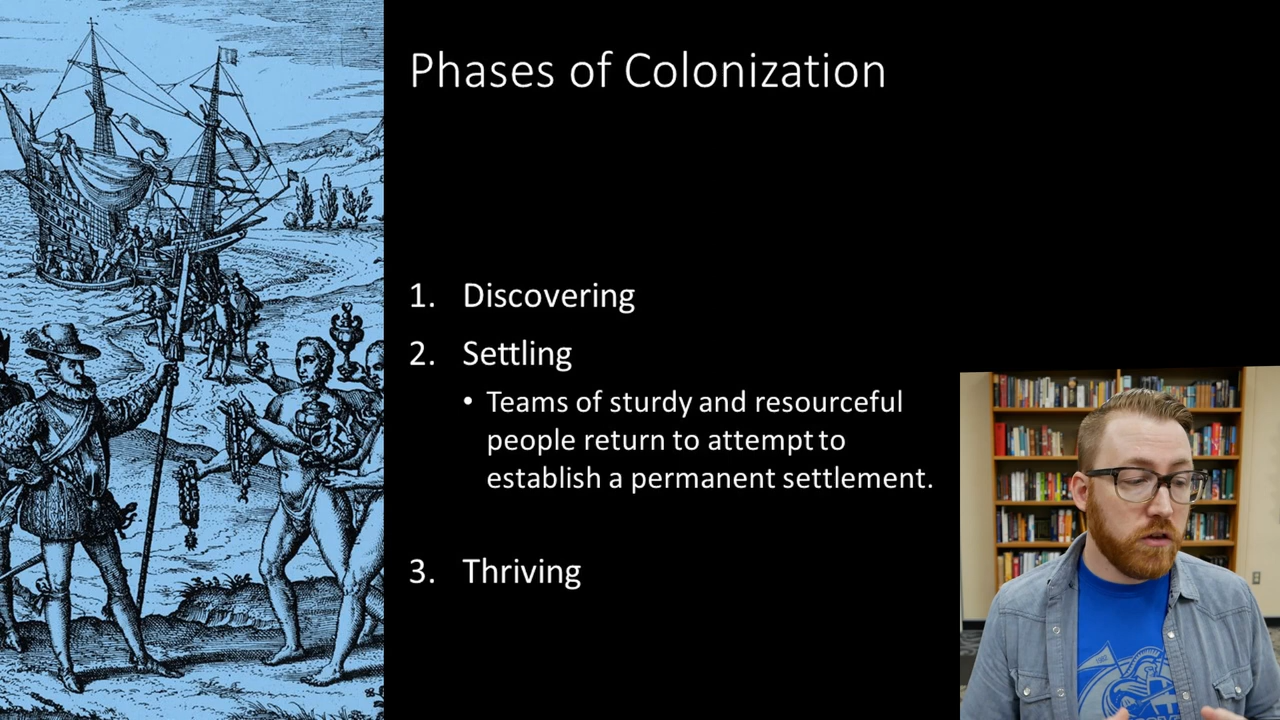 Phases of Colonization
1. Discovering
2. Settling
• Teams of sturdy and resourceful
people return to attempt to
establish a permanent settlement.
3. Thriving